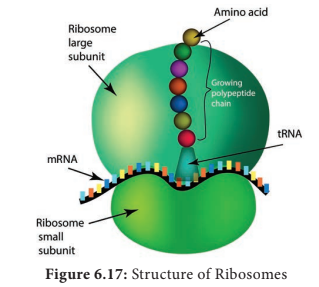 Amino acid
Ribosome
large
subunit
Growing
polypeptide
chain
tRNA
mRNA
Ribosome
small
subunit
Figure 6.17: Structure of Ribosomes